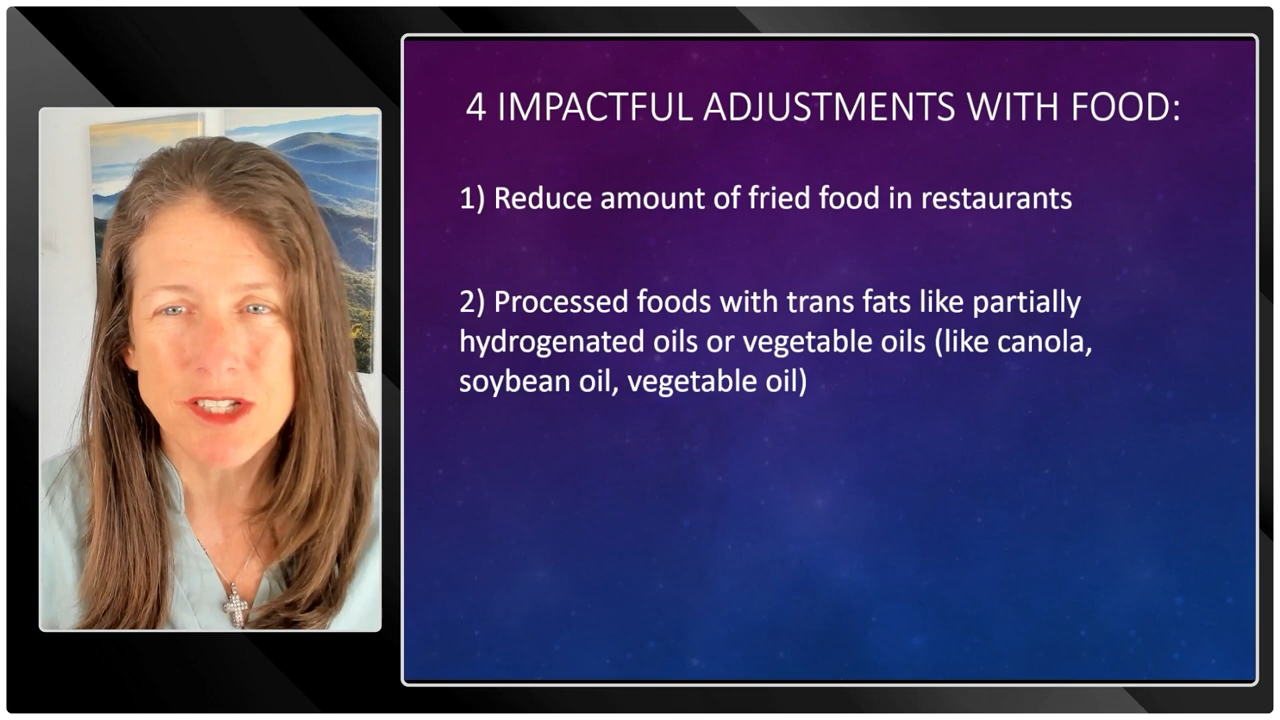 4 IMPACTFUL ADJUSTMENTS WITH FOOD:
1) Reduce amount of fried food in restaurants
2) Processed foods with trans fats like partially
hydrogenated oils or vegetable oils (like canola,
soybean oil, vegetable oil)